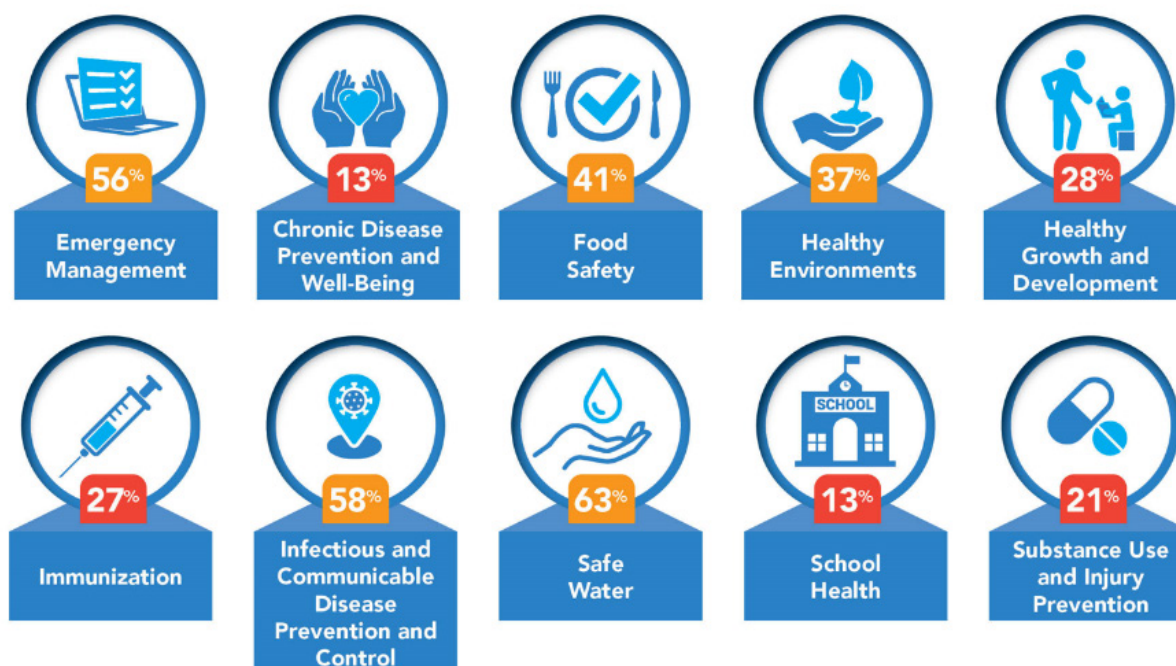 56%
Emergency
Management
13%
Chronic Disease
Prevention and
Well-Being
41%
Food
Safety
37%
Healthy
Environments
28%
Healthy
Growth and
Development
27%
Immunization
58%
Infectious and
Communicable
Disease
Prevention and
Control
63%
Safe
Water
SCHOOL
13%
School
Health
21%
Substance Use
and Injury
Prevention